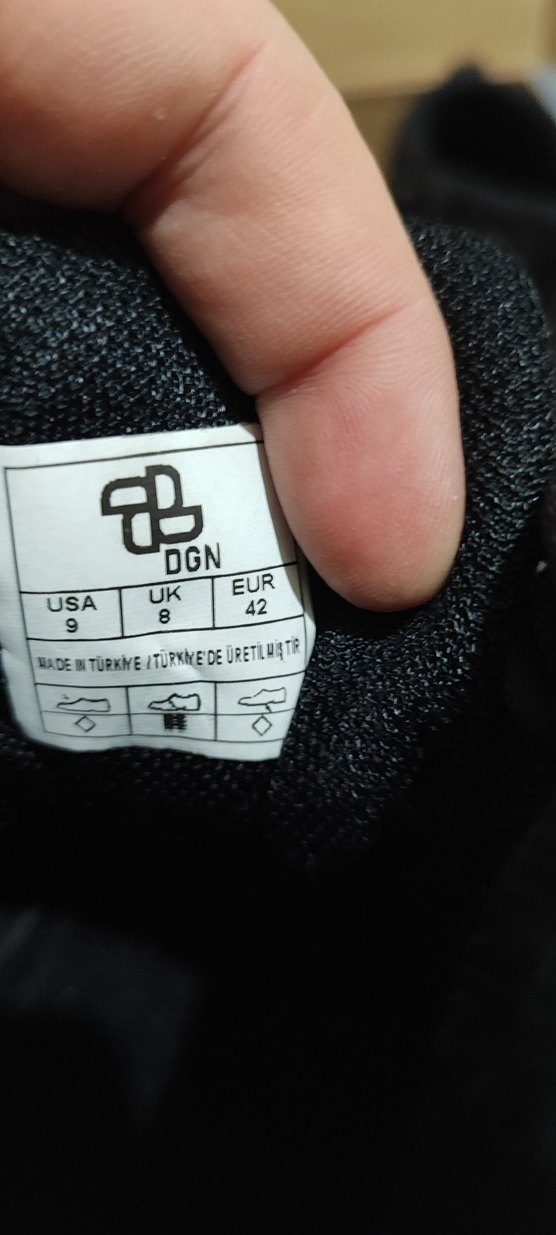 DGN
USA UK EUR
9 8 42
MADE IN TÜRKİYE / TÜRKİYE'DE ÜRETİLMİŞTİR